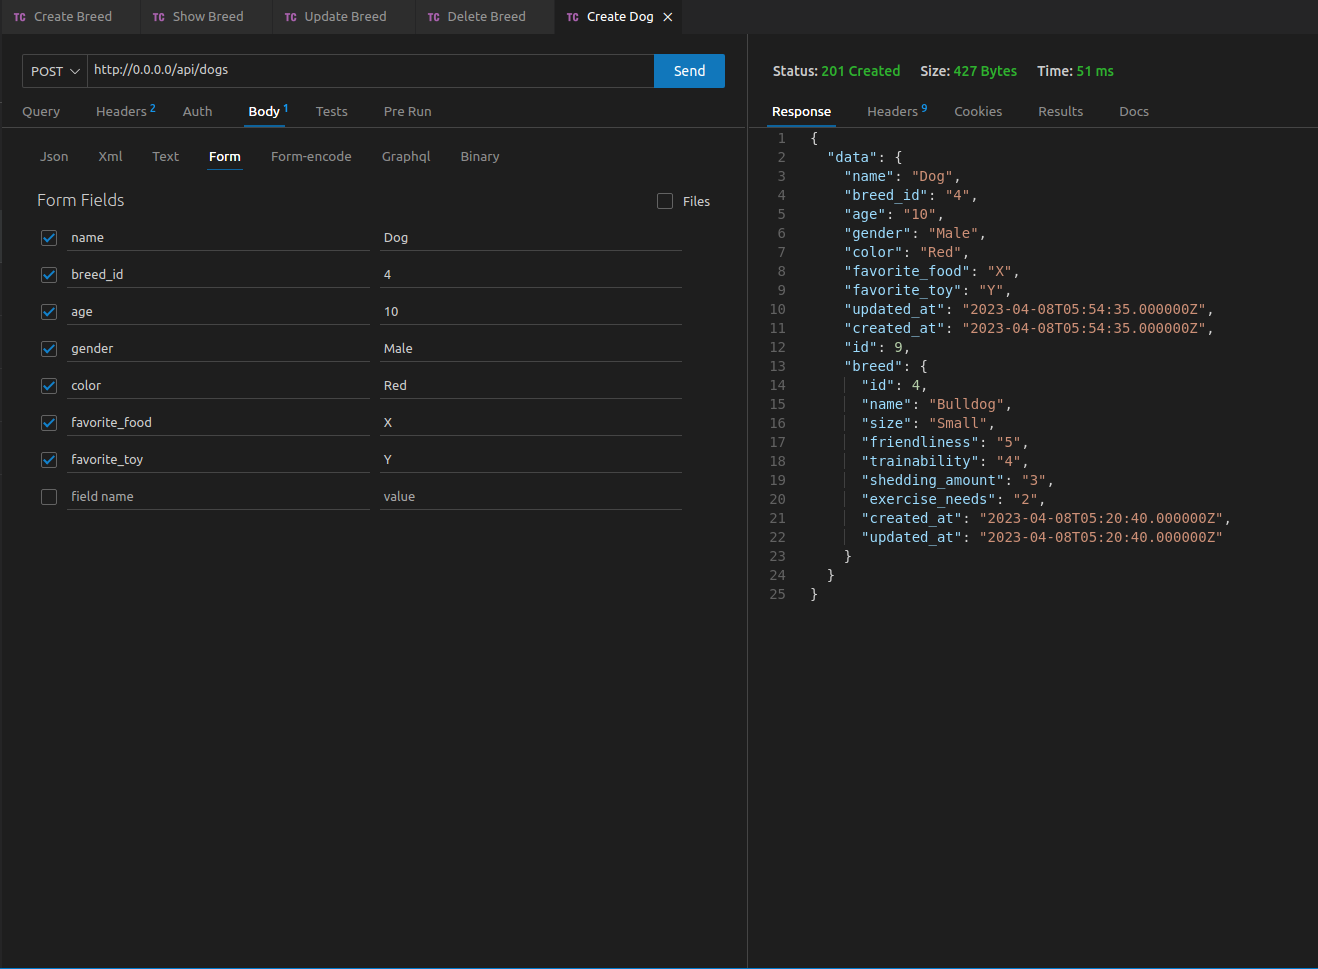 TC Create Breed TC Show Breed TC Update Breed TC Delete Breed TC Create Dog
POST http://0.0.0.0/api/dogs Send
Query Headers 2 Auth Body 1 Tests Pre Run
Json Xml Text Form Form-encode Graphql Binary
Form Fields Files
name Dog
breed_id 4
age 10
gender Male
color Red
favorite_food X
favorite_toy Y
field name value
Status: 201 Created Size: 427 Bytes Time: 51 ms
Response Headers 9 Cookies Results Docs
1 {
2 "data": {
3 "name": "Dog",
4 "breed_id": "4",
5 "age": "10",
6 "gender": "Male",
7 "color": "Red",
8 "favorite_food": "X",
9 "favorite_toy": "Y",
10 "updated_at": "2023-04-08T05:54:35.000000Z",
11 "created_at": "2023-04-08T05:54:35.000000Z",
12 "id": 9,
13 "breed": {
14 "id": 4,
15 "name": "Bulldog",
16 "size": "Small",
17 "friendliness": "5",
18 "trainability": "4",
19 "shedding_amount": "3",
20 "exercise_needs": "2",
21 "created_at": "2023-04-08T05:20:40.000000Z",
22 "updated_at": "2023-04-08T05:20:40.000000Z"
23 }
24 }
25 }